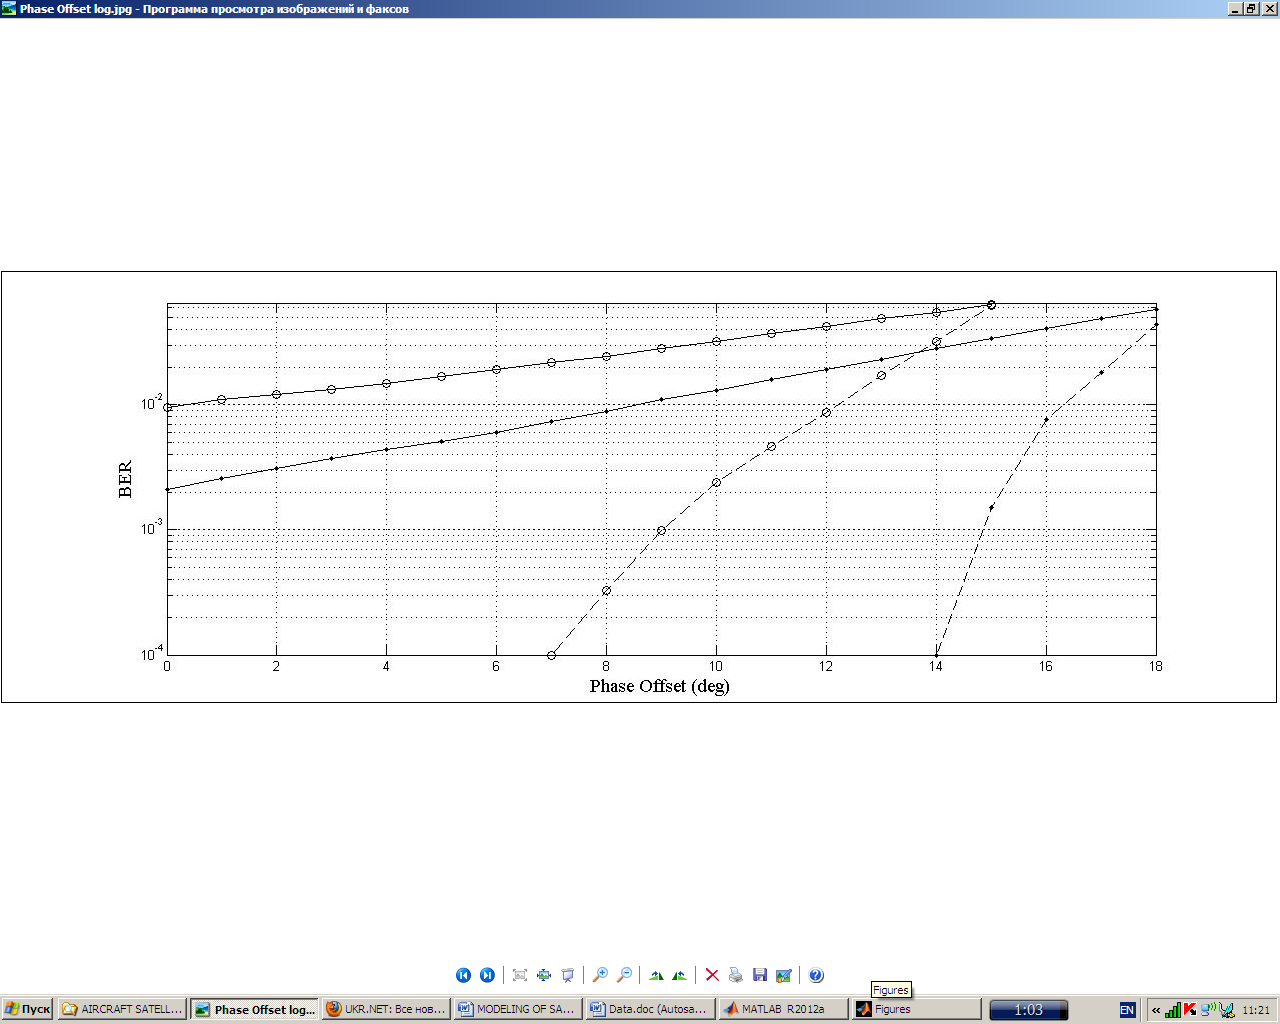 Phase Offset log.jpg - Программа просмотра изображений и факсов
10-2
10-3
10-4
BER
0 2 4 6 8 10 12 14 16 18
Phase Offset (deg)
Figures
Пуск
AIRCRAFT SATELL...
Phase Offset log...
UKR.NET: Все нов...
MODELING OF SA...
Data.doc (Autosa...
MATLAB R2012a
Figures
1:03
EN
«
11:21